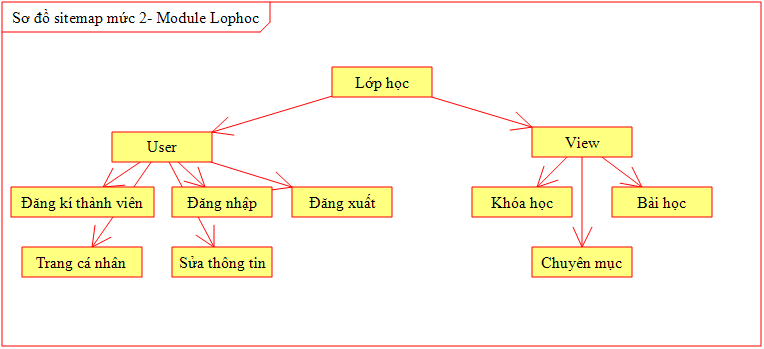 Sơ đồ sitemap mức 2- Module Lophoc
Lớp học
User
View
Đăng kí thành viên
Đăng nhập
Đăng xuất
Khóa học
Bài học
Trang cá nhân
Sửa thông tin
Chuyên mục